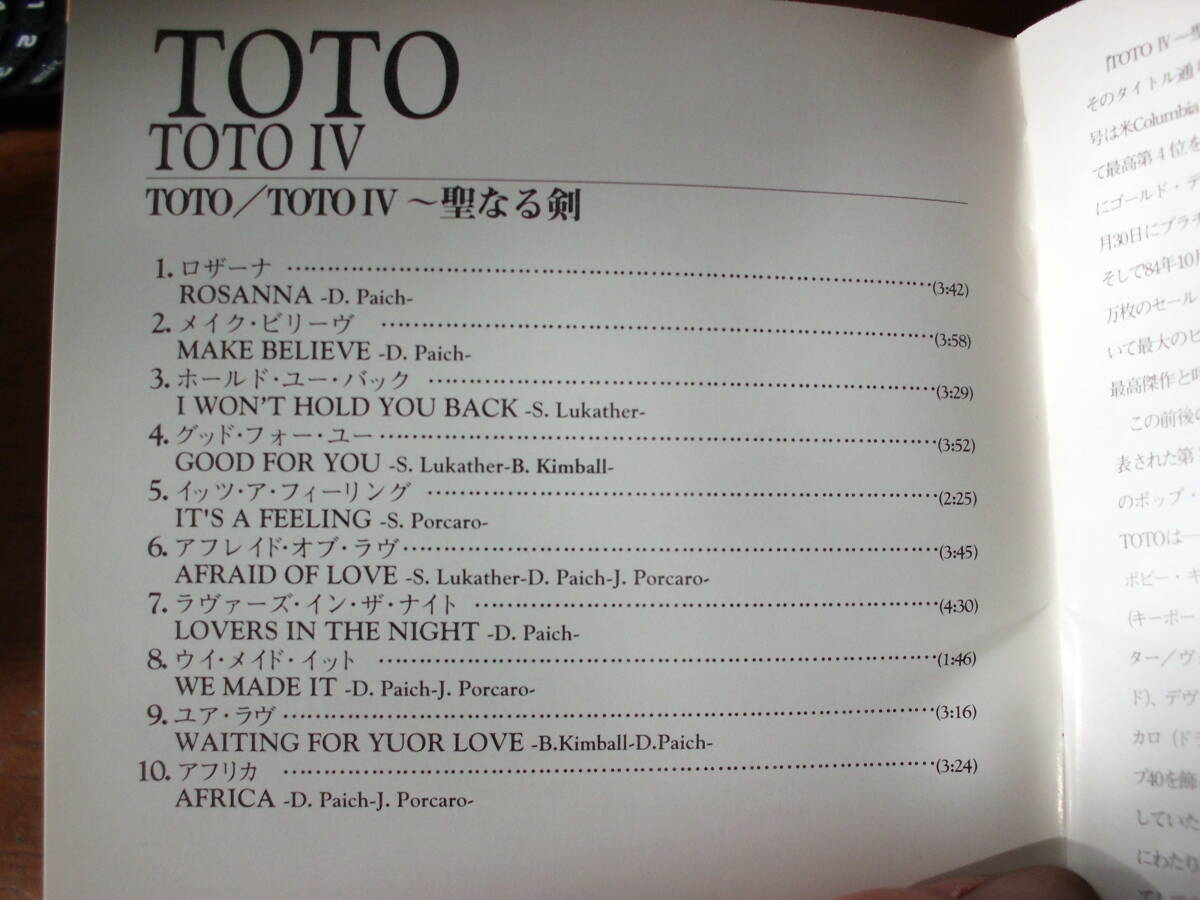 TOTO
TOTO IV
TOTO／TOTO IV ～聖なる剣
1. ロザーナ ……(3:42)
ROSANNA -D. Paich-
2. メイク・ビリーヴ ……(3:58)
MAKE BELIEVE -D. Paich-
3. ホールド・ユー・バック ……(3:29)
I WON'T HOLD YOU BACK -S. Lukather-
4. グッド・フォー・ユー ……(3:52)
GOOD FOR YOU -S. Lukather-B. Kimball-
5. イッツ・ア・フィーリング ……(2:25)
IT'S A FEELING -S. Porcaro-
6. アフレイド・オブ・ラヴ ……(3:45)
AFRAID OF LOVE -S. Lukather-D. Paich-J. Porcaro-
7. ラヴァーズ・イン・ザ・ナイト ……(4:30)
LOVERS IN THE NIGHT -D. Paich-
8. ウイ・メイド・イット ……(1:46)
WE MADE IT -D. Paich-J. Porcaro-
9. ユア・ラヴ ……(3:16)
WAITING FOR YUOR LOVE -B.Kimball-D.Paich-
10. アフリカ ……(3:24)
AFRICA -D. Paich-J. Porcaro-
『TOTO IV～聖
そのタイトル通り
号は米Columbia
て最高第4位を
にゴールド・デ
月30日にプラチ
そして84年10月
万枚のセール
いて最大のヒ
最高傑作と呼
この前後の
表された第
のポップ・
TOTOは―
ボビー・キ
(キーボー
ター／ヴ
ド)、デヴ
カロ（ド
プ40を飾
していた
にわたり